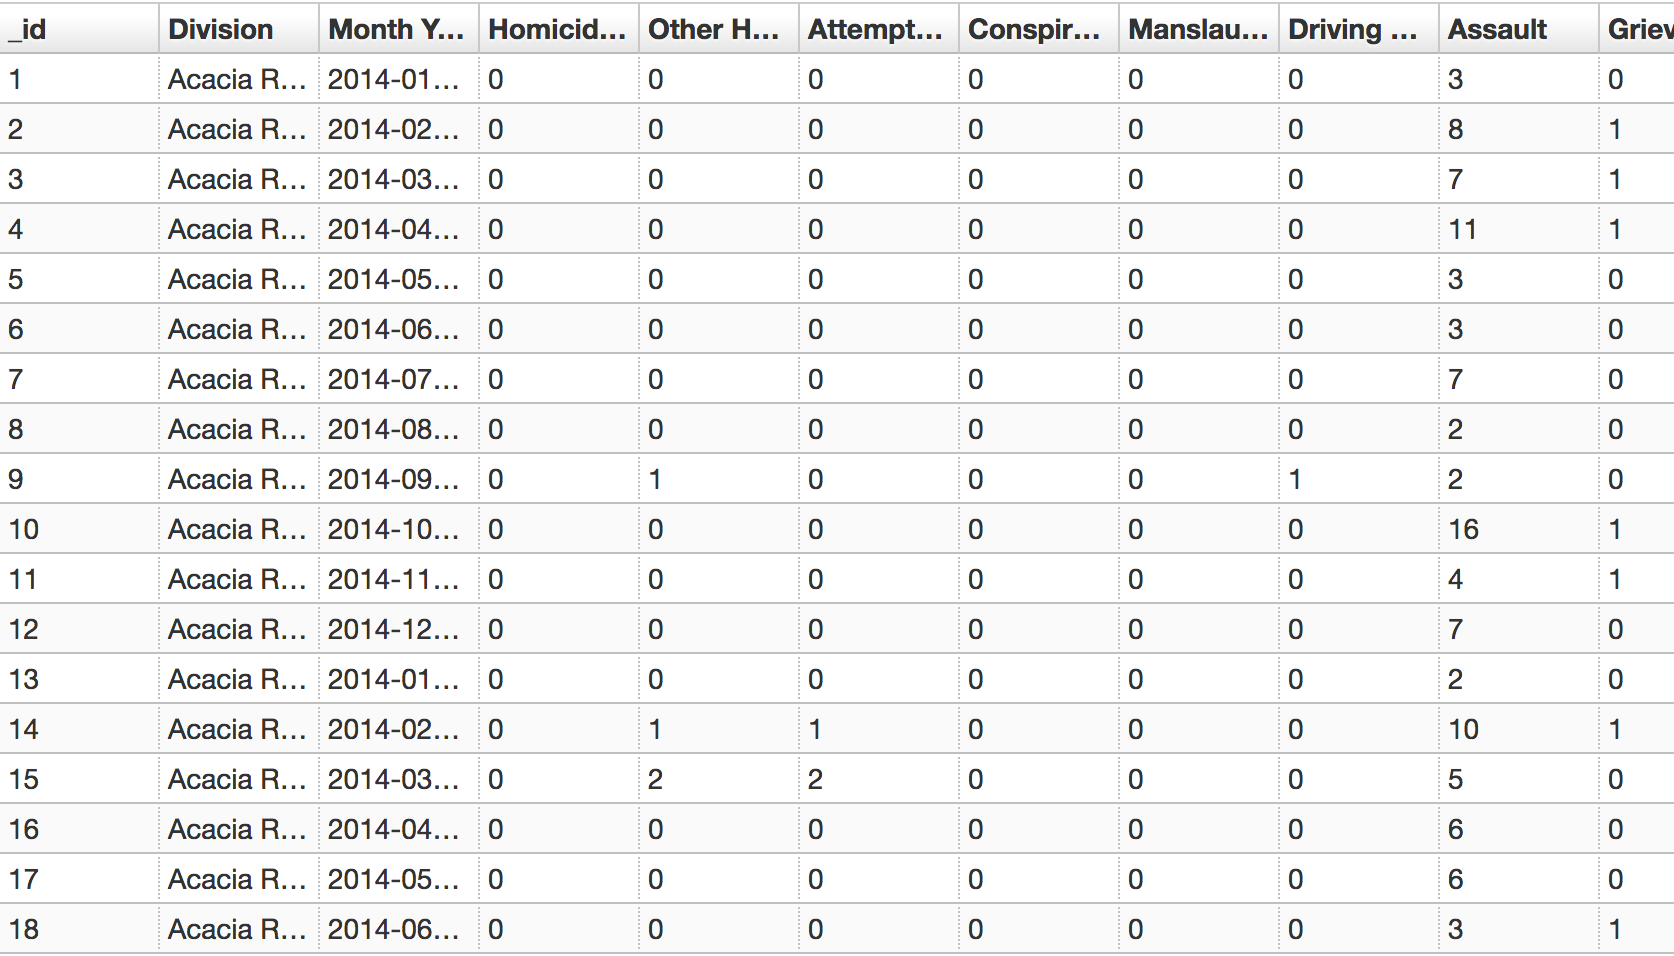 _id Division Month Y... Homicid... Other H... Attempt... Conspir... Manslau... Driving ... Assault Griev
1 Acacia R... 2014-01... 0 0 0 0 0 0 3 0
2 Acacia R... 2014-02... 0 0 0 0 0 0 8 1
3 Acacia R... 2014-03... 0 0 0 0 0 0 7 1
4 Acacia R... 2014-04... 0 0 0 0 0 0 11 1
5 Acacia R... 2014-05... 0 0 0 0 0 0 3 0
6 Acacia R... 2014-06... 0 0 0 0 0 0 3 0
7 Acacia R... 2014-07... 0 0 0 0 0 0 7 0
8 Acacia R... 2014-08... 0 0 0 0 0 0 2 0
9 Acacia R... 2014-09... 0 1 0 0 0 1 2 0
10 Acacia R... 2014-10... 0 0 0 0 0 0 16 1
11 Acacia R... 2014-11... 0 0 0 0 0 0 4 1
12 Acacia R... 2014-12... 0 0 0 0 0 0 7 0
13 Acacia R... 2014-01... 0 0 0 0 0 0 2 0
14 Acacia R... 2014-02... 0 1 1 0 0 0 10 1
15 Acacia R... 2014-03... 0 2 2 0 0 0 5 0
16 Acacia R... 2014-04... 0 0 0 0 0 0 6 0
17 Acacia R... 2014-05... 0 0 0 0 0 0 6 0
18 Acacia R... 2014-06... 0 0 0 0 0 0 3 1